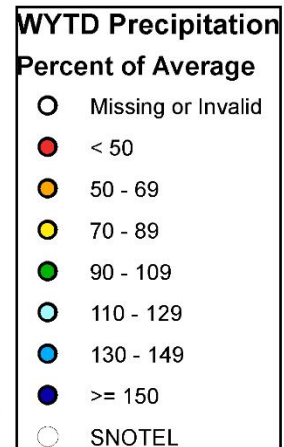 WYTD Precipitation
Percent of Average
Missing or Invalid
< 50
50 - 69
70 - 89
90 - 109
110 - 129
130 - 149
>= 150
SNOTEL